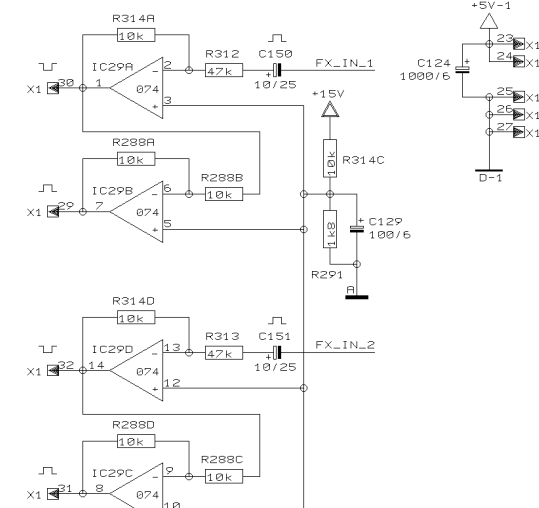 R314A
10k
IC29A
2
30
1
X1
074
3
-
+
R312
47k
C150
+
10/25
FX_IN_1
+5V-1
C124
+
1000/6
23
X1
24
X1
25
X1
26
X1
27
X1
D-1
+15V
10k
R314C
1k8
R291
+
C129
100/6
A
R288A
10k
IC29B
6
29
7
X1
074
5
-
+
R288B
10k
R314D
10k
IC29D
13
32
14
X1
074
12
-
+
R313
47k
C151
+
10/25
FX_IN_2
R288D
10k
IC29C
9
31
8
X1
074
10
-
+
R288C
10k